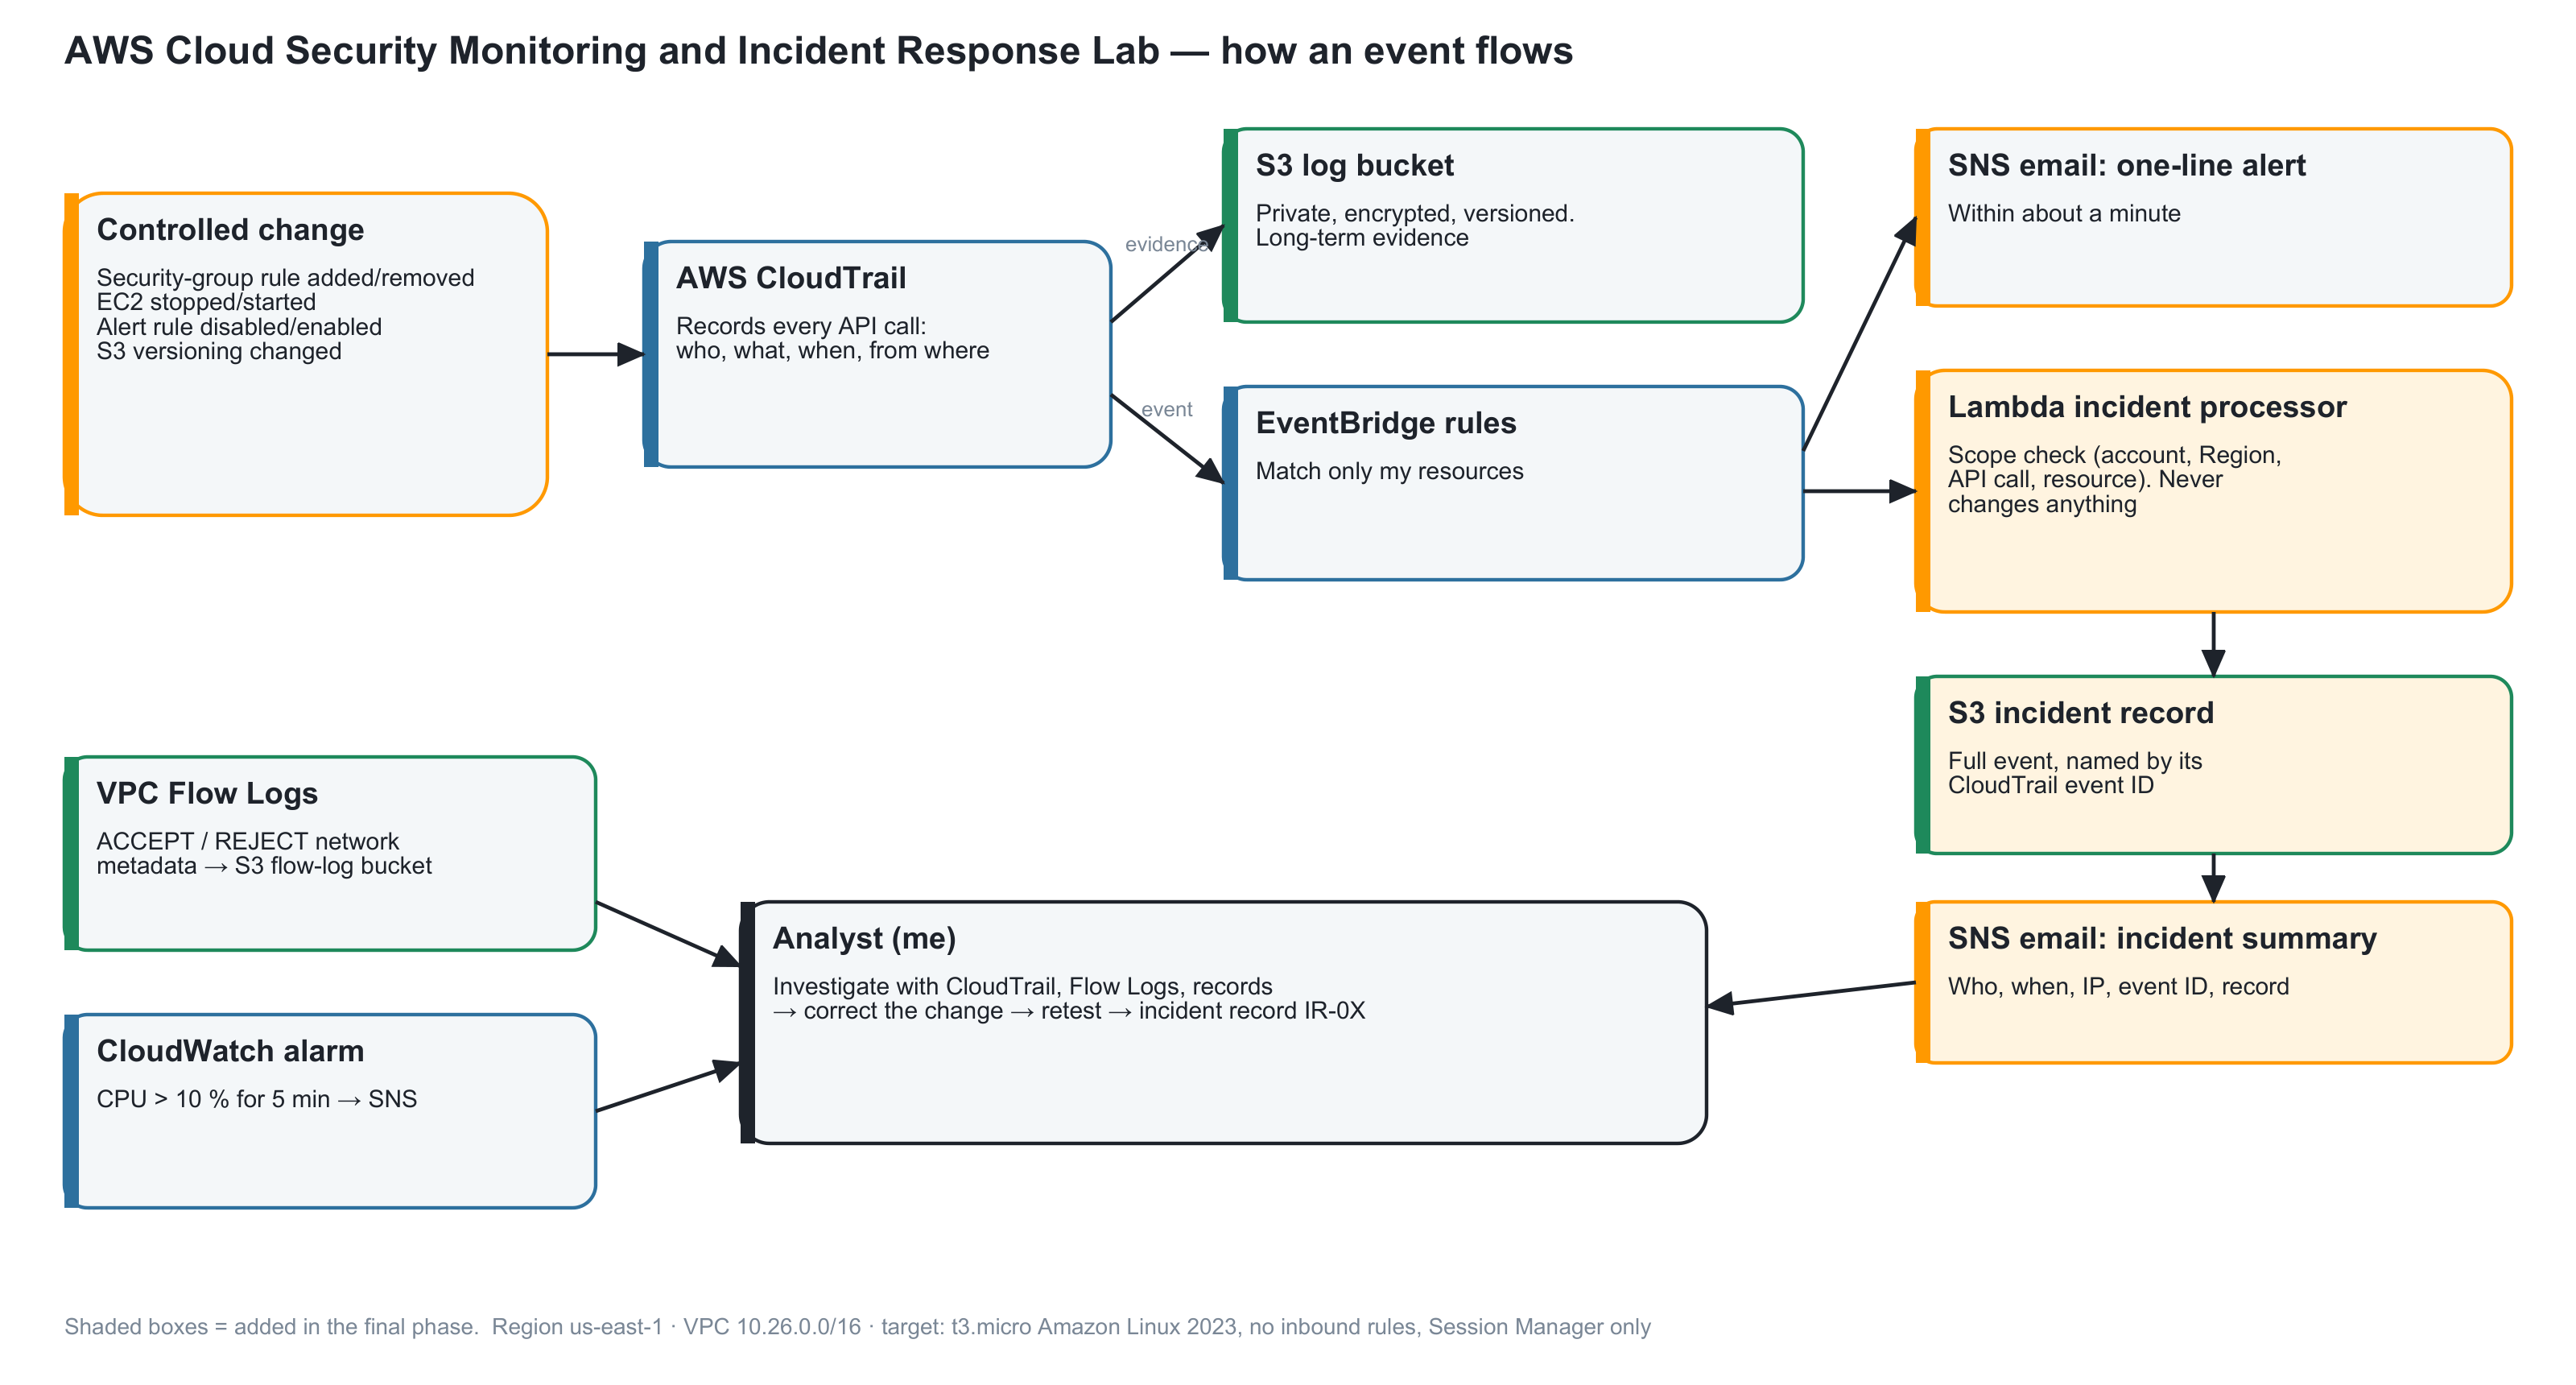 AWS Cloud Security Monitoring and Incident Response Lab — how an event flows
Controlled change
Security-group rule added/removed
EC2 stopped/started
Alert rule disabled/enabled
S3 versioning changed
AWS CloudTrail
Records every API call:
who, what, when, from where
evidence
event
S3 log bucket
Private, encrypted, versioned.
Long-term evidence
EventBridge rules
Match only my resources
SNS email: one-line alert
Within about a minute
Lambda incident processor
Scope check (account, Region,
API call, resource). Never
changes anything
S3 incident record
Full event, named by its
CloudTrail event ID
SNS email: incident summary
Who, when, IP, event ID, record
VPC Flow Logs
ACCEPT / REJECT network
metadata → S3 flow-log bucket
CloudWatch alarm
CPU > 10 % for 5 min → SNS
Analyst (me)
Investigate with CloudTrail, Flow Logs, records
→ correct the change → retest → incident record IR-0X
Shaded boxes = added in the final phase.  Region us-east-1 · VPC 10.26.0.0/16 · target: t3.micro Amazon Linux 2023, no inbound rules, Session Manager only